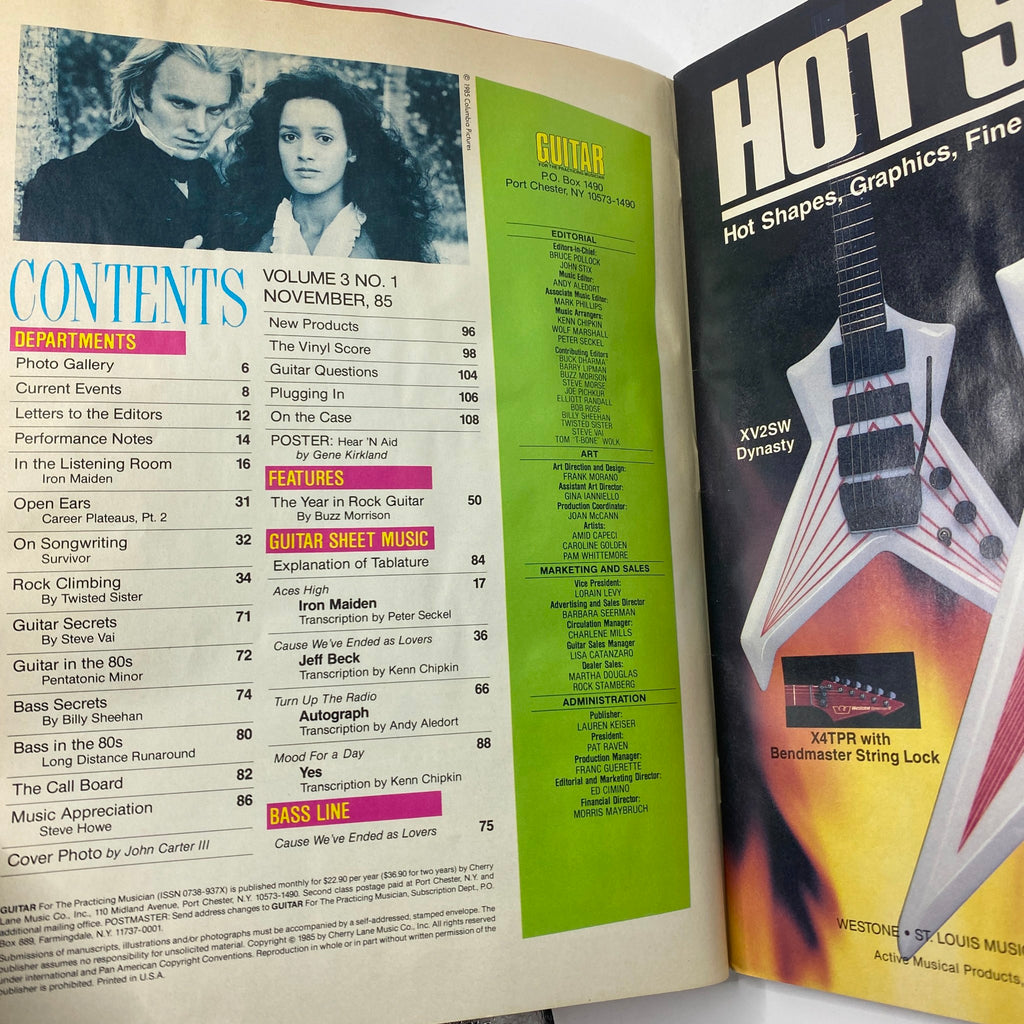 © 1985 Columbia Pictures
CONTENTS
VOLUME 3 NO. 1
NOVEMBER, 85
DEPARTMENTS
Photo Gallery 6
Current Events 8
Letters to the Editors 12
Performance Notes 14
In the Listening Room 16
Iron Maiden
Open Ears 31
Career Plateaus, Pt. 2
On Songwriting 32
Survivor
Rock Climbing 34
By Twisted Sister
Guitar Secrets 71
By Steve Vai
Guitar in the 80s 72
Pentatonic Minor
Bass Secrets 74
By Billy Sheehan
Bass in the 80s 80
Long Distance Runaround
The Call Board 82
Music Appreciation 86
Steve Howe
Cover Photo by John Carter III
New Products 96
The Vinyl Score 98
Guitar Questions 104
Plugging In 106
On the Case 108
POSTER: Hear 'N Aid
by Gene Kirkland
FEATURES
The Year in Rock Guitar 50
By Buzz Morrison
GUITAR SHEET MUSIC
Explanation of Tablature 84
Aces High 17
Iron Maiden
Transcription by Peter Seckel
Cause We've Ended as Lovers 36
Jeff Beck
Transcription by Kenn Chipkin
Turn Up The Radio 66
Autograph
Transcription by Andy Aledort
Mood For a Day 88
Yes
Transcription by Kenn Chipkin
BASS LINE
Cause We've Ended as Lovers 75
GUITAR For The Practicing Musician (ISSN 0738-937X) is published monthly for $22.90 per year ($36.90 for two years) by Cherry
Lane Music Co., Inc., 110 Midland Avenue, Port Chester, N.Y. 10573-1490. Second class postage paid at Port Chester, N.Y. and
additional mailing office. POSTMASTER: Send address changes to GUITAR For The Practicing Musician, Subscription Dept., P.O.
Box 889, Farmingdale, N.Y. 11737-0001.
Submissions of manuscripts, illustrations and/or photographs must be accompanied by a self-addressed, stamped envelope. The
publisher assumes no responsibility for unsolicited material. Copyright © 1985 by Cherry Lane Music Co., Inc. All rights reserved
under international and Pan American Copyright Conventions. Reproduction in whole or in part without written permission of the
publisher is prohibited. Printed in U.S.A.
GUITAR
FOR THE PRACTICING MUSICIAN
P.O. Box 1490
Port Chester, NY 10573-1490
EDITORIAL
Editors-in-Chief:
BRUCE POLLOCK
JOHN STIX
Music Editor:
ANDY ALEDORT
Associate Music Editor:
MARK PHILLIPS
Music Arrangers:
KENN CHIPKIN
WOLF MARSHALL
PETER SECKEL
Contributing Editors
BUCK DHARMA
BARRY LIPMAN
BUZZ MORISON
STEVE MORSE
JOE PICHKUR
ELLIOTT RANDALL
BOB ROSE
BILLY SHEEHAN
TWISTED SISTER
STEVE VAI
TOM "T-BONE" WOLK
ART
Art Direction and Design:
FRANK MORANO
Assistant Art Director:
GINA IANNIELLO
Production Coordinator:
JOAN McCANN
Artists:
AMID CAPECI
CAROLINE GOLDEN
PAM WHITTEMORE
MARKETING AND SALES
Vice President:
LORAIN LEVY
Advertising and Sales Director
BARBARA SEERMAN
Circulation Manager:
CHARLENE MILLS
Guitar Sales Manager
LISA CATANZARO
Dealer Sales:
MARTHA DOUGLAS
ROCK STAMBERG
ADMINISTRATION
Publisher:
LAUREN KEISER
President:
PAT RAVEN
Production Manager:
FRANC GUERETTE
Editorial and Marketing Director:
ED CIMINO
Financial Director:
MORRIS MAYBRUCH
HOT S
Hot Shapes, Graphics, Fine
XV2SW
Dynasty
X4TPR with
Bendmaster String Lock
WESTONE • ST. LOUIS MUSIC
Active Musical Products,